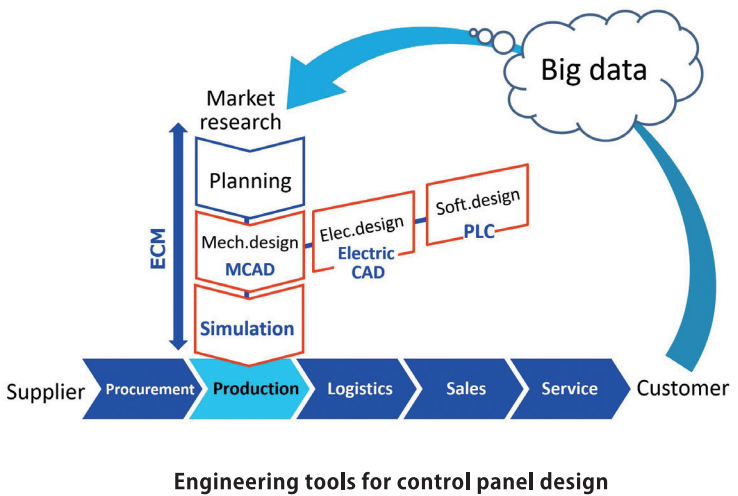 Big data
Market
research
Planning
Mech.design
MCAD
Elec.design
Electric
CAD
Soft.design
PLC
ECM
Simulation
Supplier
Procurement
Production
Logistics
Sales
Service
Customer
Engineering tools for control panel design